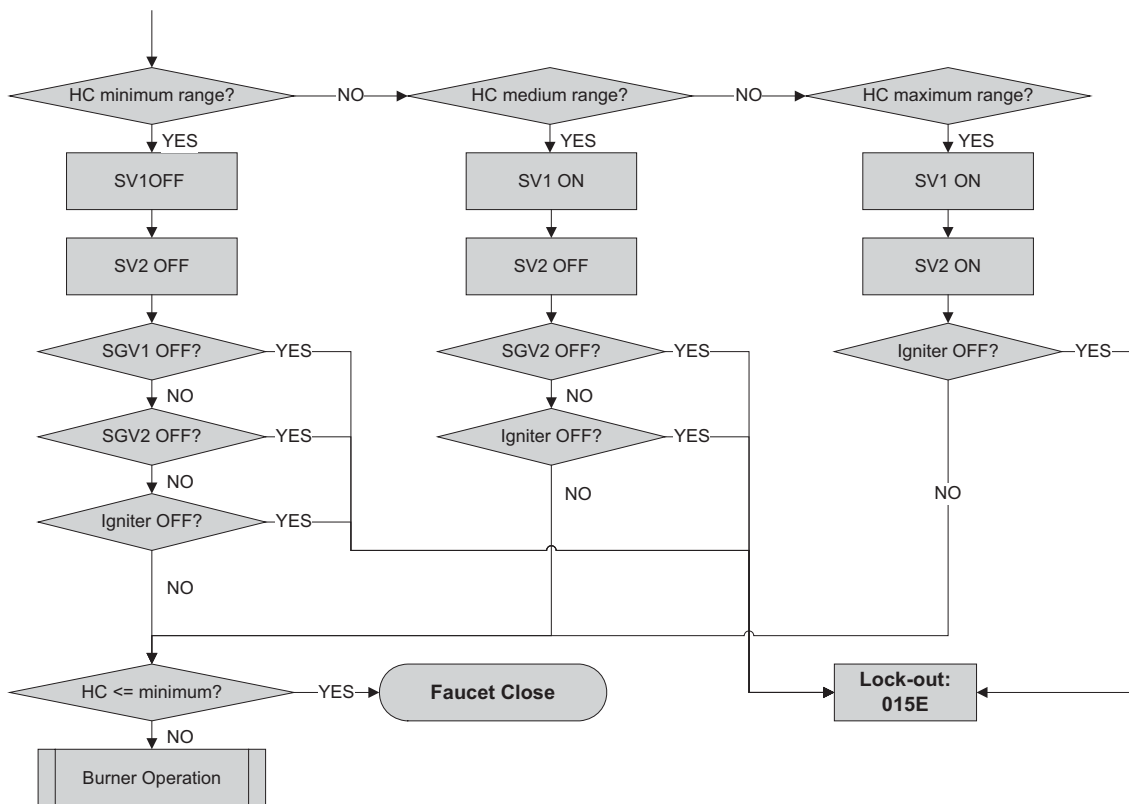 HC minimum range?
NO
HC medium range?
NO
HC maximum range?
YES
YES
YES
SV1OFF
SV1 ON
SV1 ON
SV2 OFF
SV2 OFF
SV2 ON
SGV1 OFF?
YES
SGV2 OFF?
YES
Igniter OFF?
YES
NO
NO
SGV2 OFF?
YES
Igniter OFF?
YES
NO
NO
NO
Igniter OFF?
YES
NO
HC <= minimum?
YES
Faucet Close
Lock-out:
015E
NO
Burner Operation